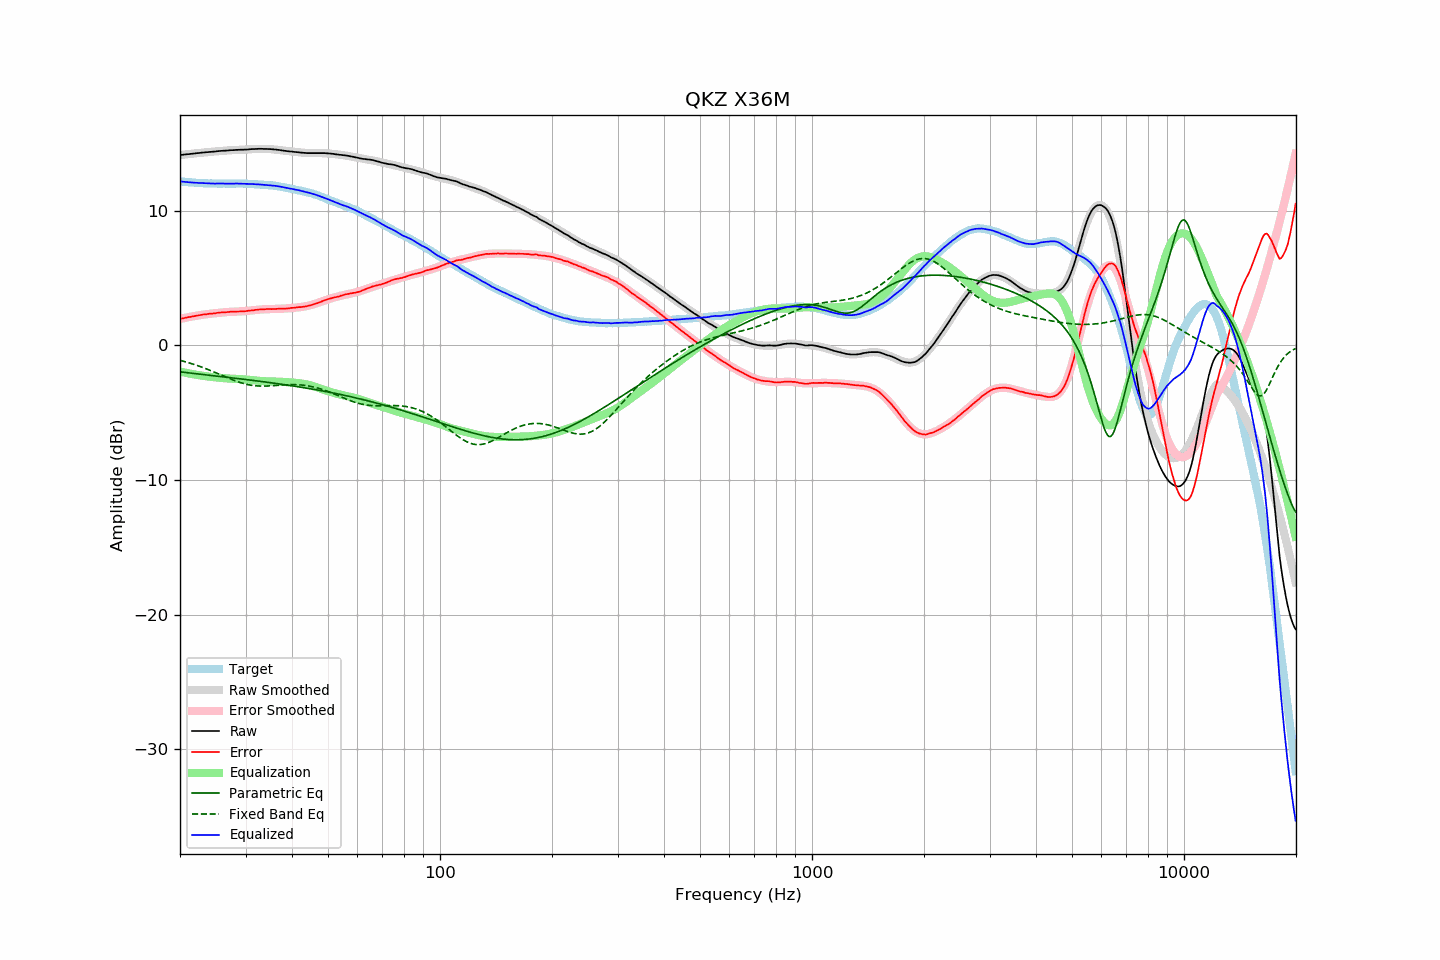 QKZ X36M
Amplitude (dBr)
10
0
−10
−20
−30
Target
Raw Smoothed
Error Smoothed
Raw
Error
Equalization
Parametric Eq
Fixed Band Eq
Equalized
100
1000
10000
Frequency (Hz)